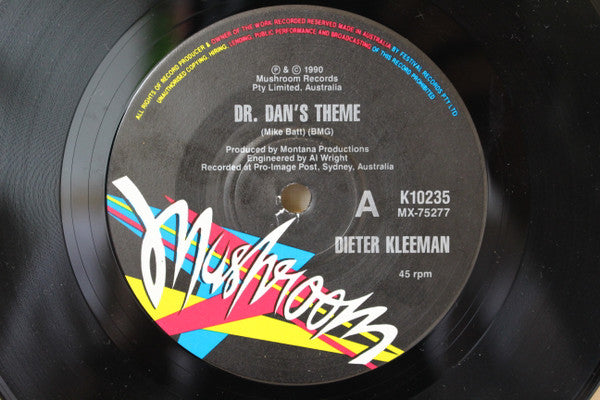 ALL RIGHTS OF RECORD PRODUCER & OWNER OF THE WORK RECORDED RESERVED MADE IN AUSTRALIA BY FESTIVAL RECORDS PTY LTD
UNAUTHORISED COPYING, HIRING, LENDING, PUBLIC PERFORMANCE AND BROADCASTING OF THIS RECORD PROHIBITED
℗ & © 1990
Mushroom Records
Pty Limited, Australia
DR. DAN'S THEME
(Mike Batt) (BMG)
Produced by Montana Productions
Engineered by Al Wright
Recorded at Pro-Image Post, Sydney, Australia
A
K10235
MX-75277
DIETER KLEEMAN
45 rpm
Mushroom